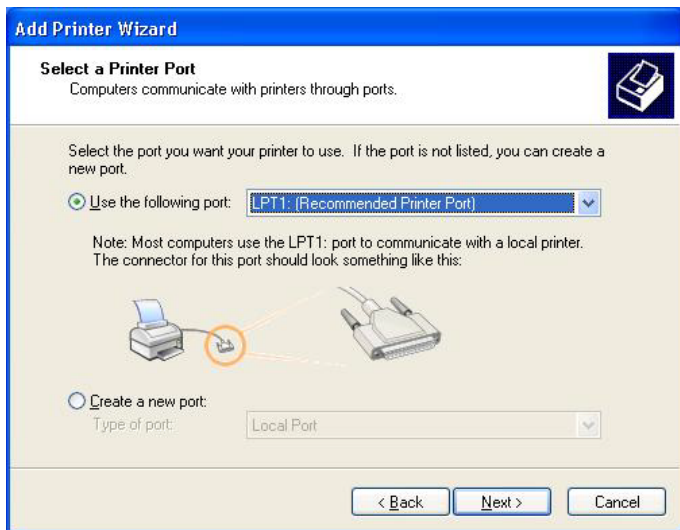 Add Printer Wizard
Select a Printer Port
Computers communicate with printers through ports.
Select the port you want your printer to use. If the port is not listed, you can create a
new port.
Use the following port: LPT1: (Recommended Printer Port)
Note: Most computers use the LPT1: port to communicate with a local printer.
The connector for this port should look something like this:
Create a new port:
Type of port: Local Port
< Back Next > Cancel